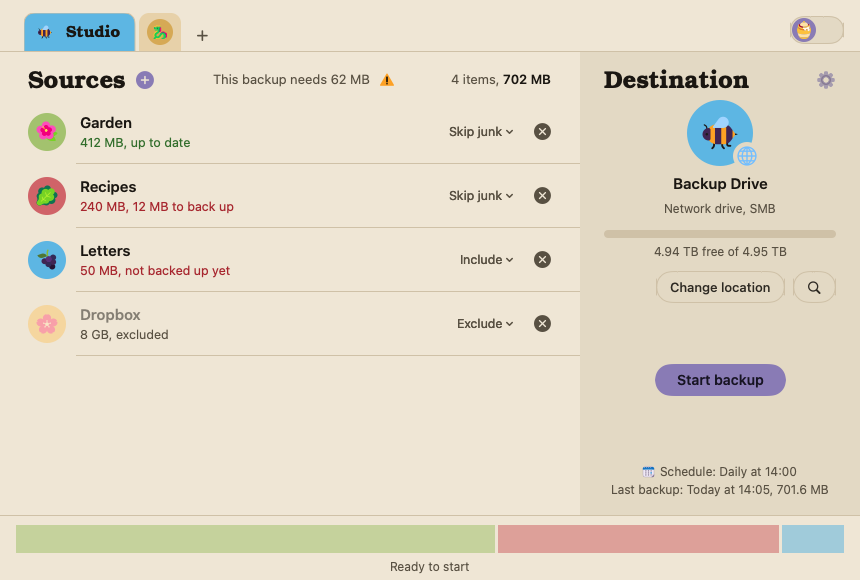 Studio
+
Sources
This backup needs 62 MB
4 items, 702 MB
Garden
412 MB, up to date
Skip junk
Recipes
240 MB, 12 MB to back up
Skip junk
Letters
50 MB, not backed up yet
Include
Dropbox
8 GB, excluded
Exclude
Destination
Backup Drive
Network drive, SMB
4.94 TB free of 4.95 TB
Change location
Start backup
Schedule: Daily at 14:00
Last backup: Today at 14:05, 701.6 MB
Ready to start